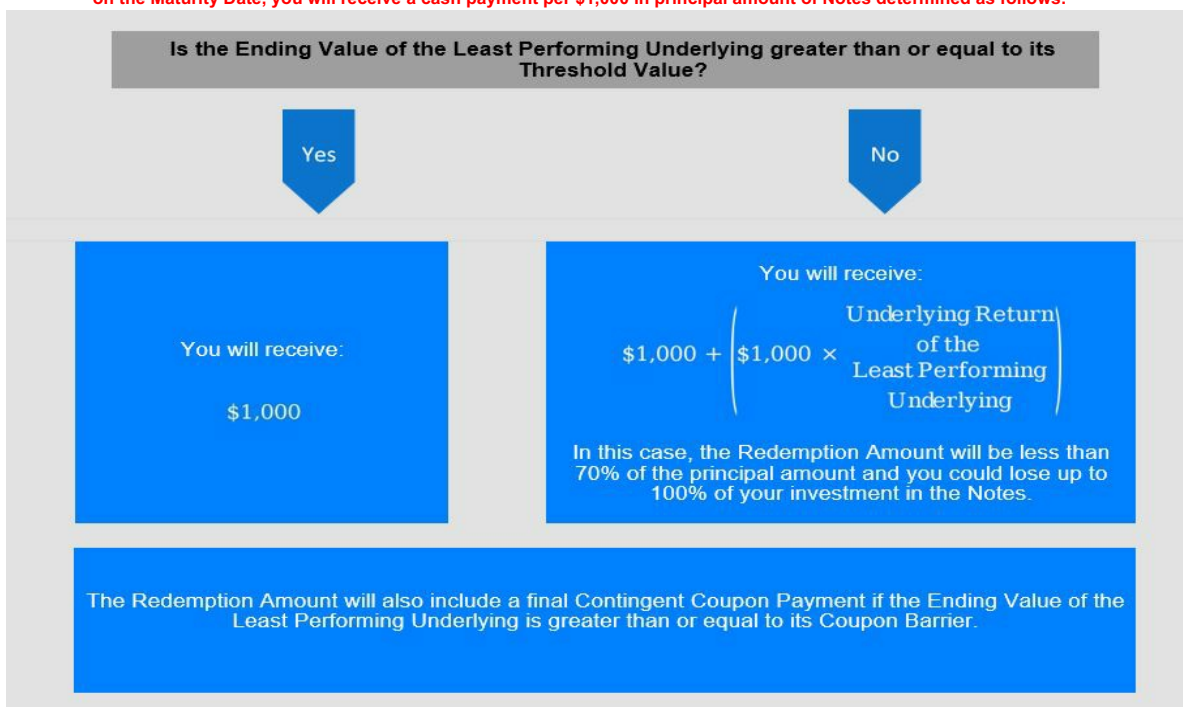 on the Maturity Date, you will receive a cash payment per $1,000 in principal amount of Notes determined as follows:
Is the Ending Value of the Least Performing Underlying greater than or equal to its
Threshold Value?
Yes
No
You will receive:
$1,000
You will receive:
$1,000 + ($1,000 × Underlying Return
of the
Least Performing
Underlying)
In this case, the Redemption Amount will be less than
70% of the principal amount and you could lose up to
100% of your investment in the Notes.
The Redemption Amount will also include a final Contingent Coupon Payment if the Ending Value of the
Least Performing Underlying is greater than or equal to its Coupon Barrier.